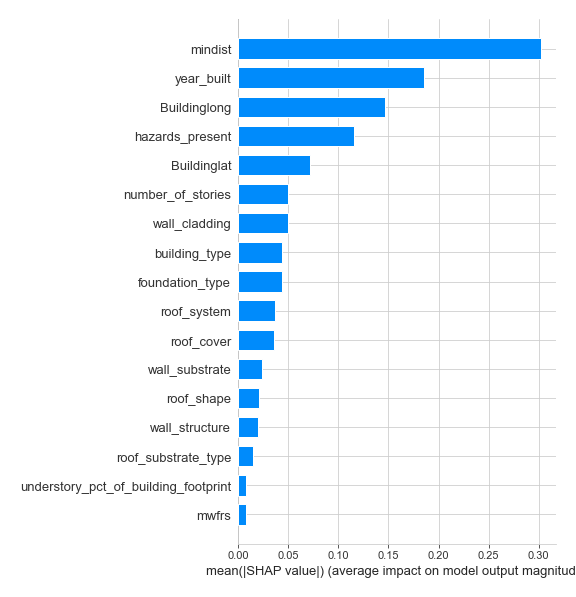 mindist
year_built
Buildinglong
hazards_present
Buildinglat
number_of_stories
wall_cladding
building_type
foundation_type
roof_system
roof_cover
wall_substrate
roof_shape
wall_structure
roof_substrate_type
understory_pct_of_building_footprint
mwfrs
0.00 0.05 0.10 0.15 0.20 0.25 0.30
mean(|SHAP value|) (average impact on model output magnitud